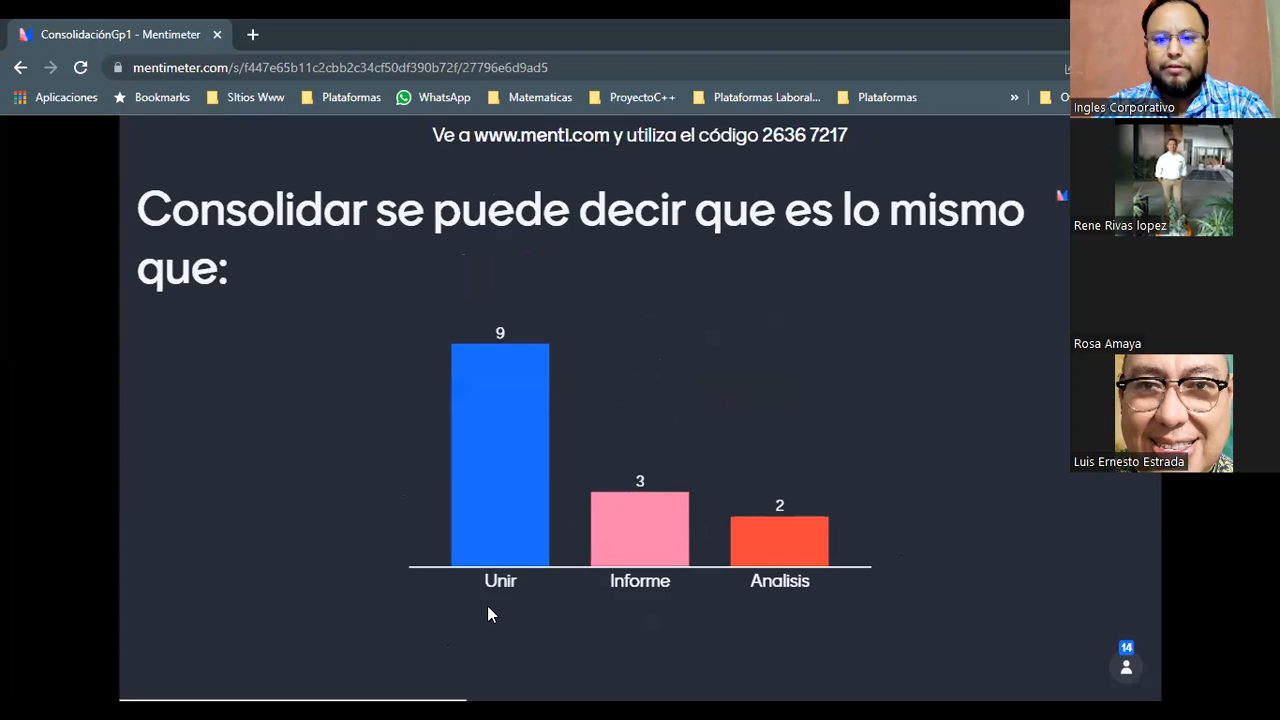 ConsolidaciónGp1 - Mentimeter
mentimeter.com/s/f447e65b11c2cbb2c34cf50df390b72f/27796e6d9ad5
Aplicaciones
Bookmarks
SItios Www
Plataformas
WhatsApp
Matematicas
ProyectoC++
Plataformas Laboral...
Plataformas
»
Ve a www.menti.com y utiliza el código 2636 7217
Consolidar se puede decir que es lo mismo
que:
9
3
2
Unir
Informe
Analisis
14
Ingles Corporativo
Rene Rivas lopez
Rosa Amaya
Luis Ernesto Estrada